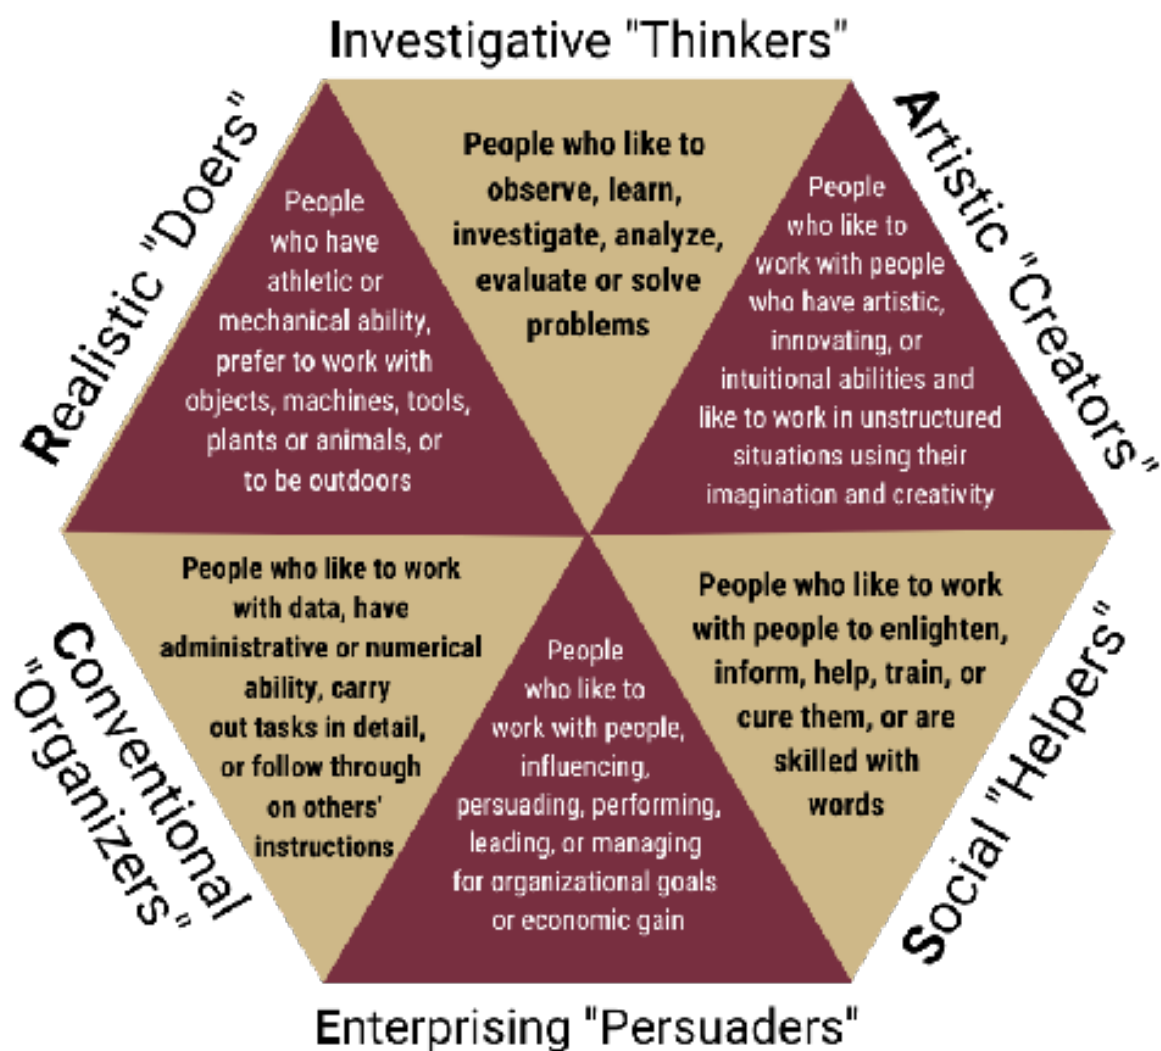 Investigative "Thinkers"
Realistic "Doers"
People
who have
athletic or
mechanical ability,
prefer to work with
objects, machines, tools,
plants or animals, or
to be outdoors
People who like to
observe, learn,
investigate, analyze,
evaluate or solve
problems
Artistic "Creators"
People
who like to
work with people
who have artistic,
innovating, or
intuitional abilities and
like to work in unstructured
situations using their
imagination and creativity
Conventional
"Organizers"
People who like to work
with data, have
administrative or numerical
ability, carry
out tasks in detail,
or follow through
on others'
instructions
People
who like to
work with people,
influencing,
persuading, performing,
leading, or managing
for organizational goals
or economic gain
People who like to work
with people to enlighten,
inform, help, train, or
cure them, or are
skilled with
words
Social "Helpers"
Enterprising "Persuaders"